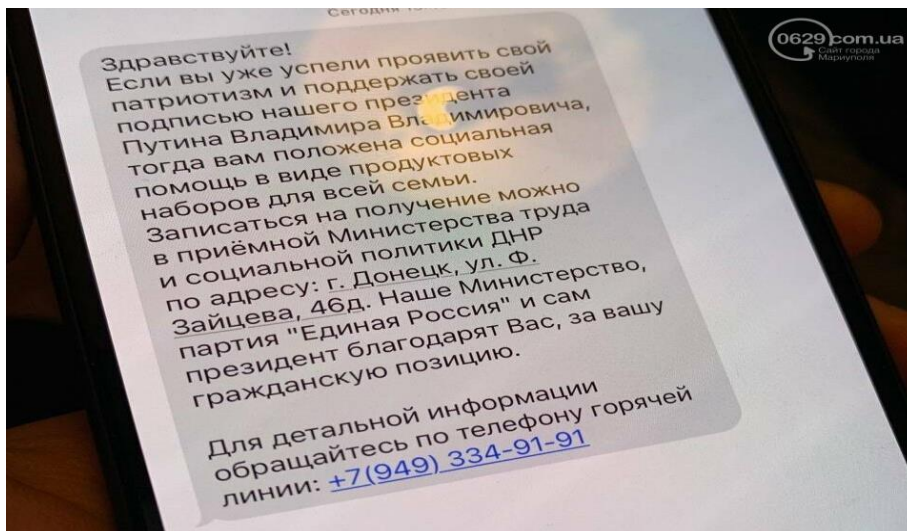 Сегодня
0629.com.ua
Сайт города
Мариуполя
Здравствуйте!
Если вы уже успели проявить свой
патриотизм и поддержать своей
подписью нашего президента
Путина Владимира Владимировича,
тогда вам положена социальная
помощь в виде продуктовых
наборов для всей семьи.
Записаться на получение можно
в приёмной Министерства труда
и социальной политики ДНР
по адресу: г. Донецк, ул. Ф.
Зайцева, 46д. Наше Министерство,
партия "Единая Россия" и сам
президент благодарят Вас, за вашу
гражданскую позицию.
Для детальной информации
обращайтесь по телефону горячей
линии: +7(949) 334-91-91